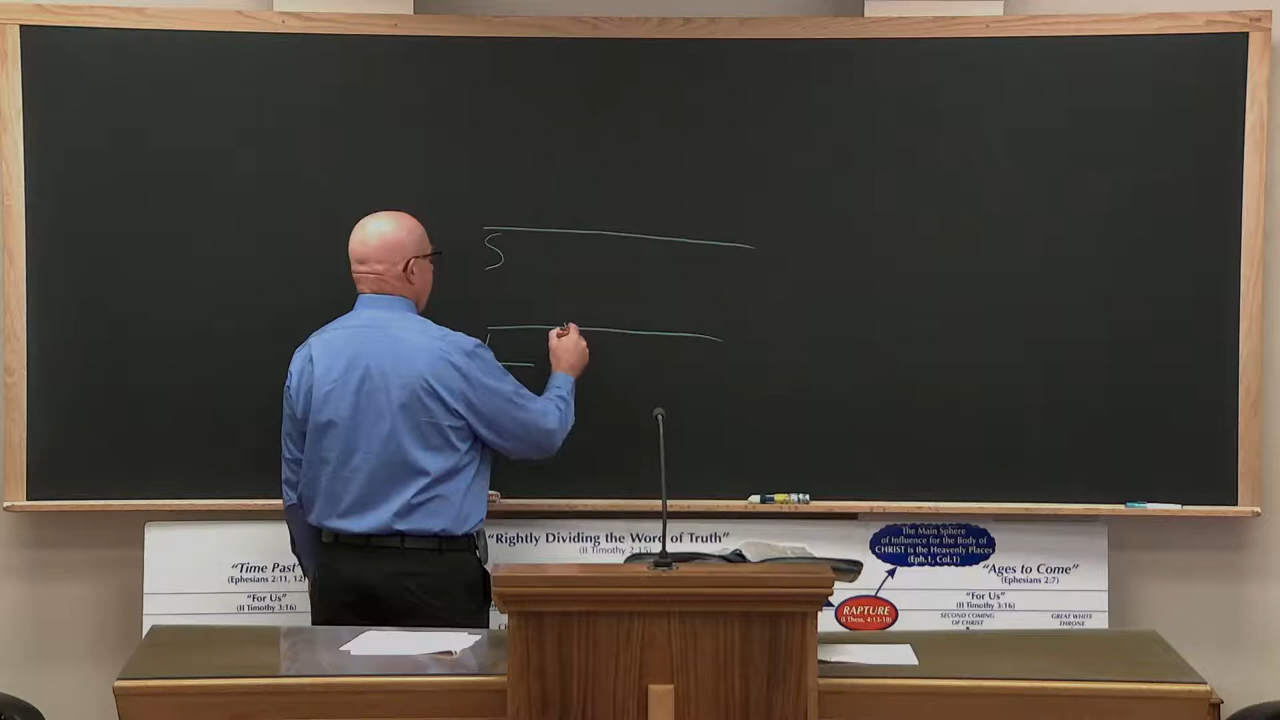 S
"Rightly Dividing the Word of Truth"
(II Timothy 2:15)
The Main Sphere
of Influence for the Body of
CHRIST is the Heavenly Places
(Eph.1, Col.1)
"Time Past"
(Ephesians 2:11, 12)
"For Us"
(II Timothy 3:16)
"Ages to Come"
(Ephesians 2:7)
"For Us"
(II Timothy 3:16)
RAPTURE
(I Thess. 4:13-18)
SECOND COMING
OF CHRIST
GREAT WHITE
THRONE